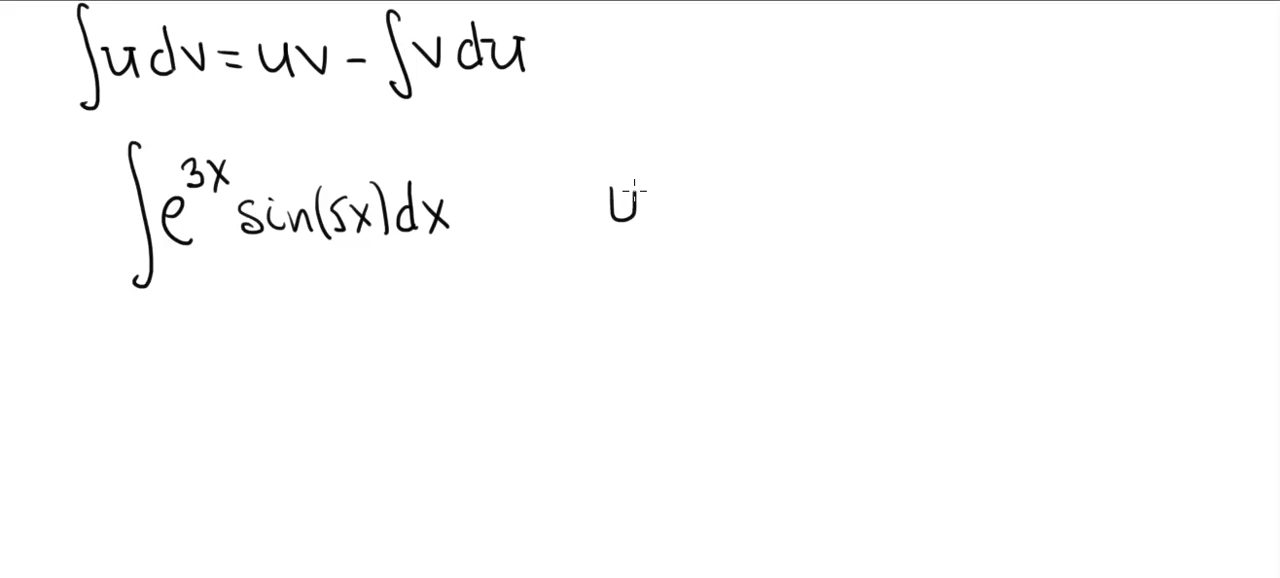 ∫u dv = uv - ∫v du
∫e^{3x} sin(5x) dx u